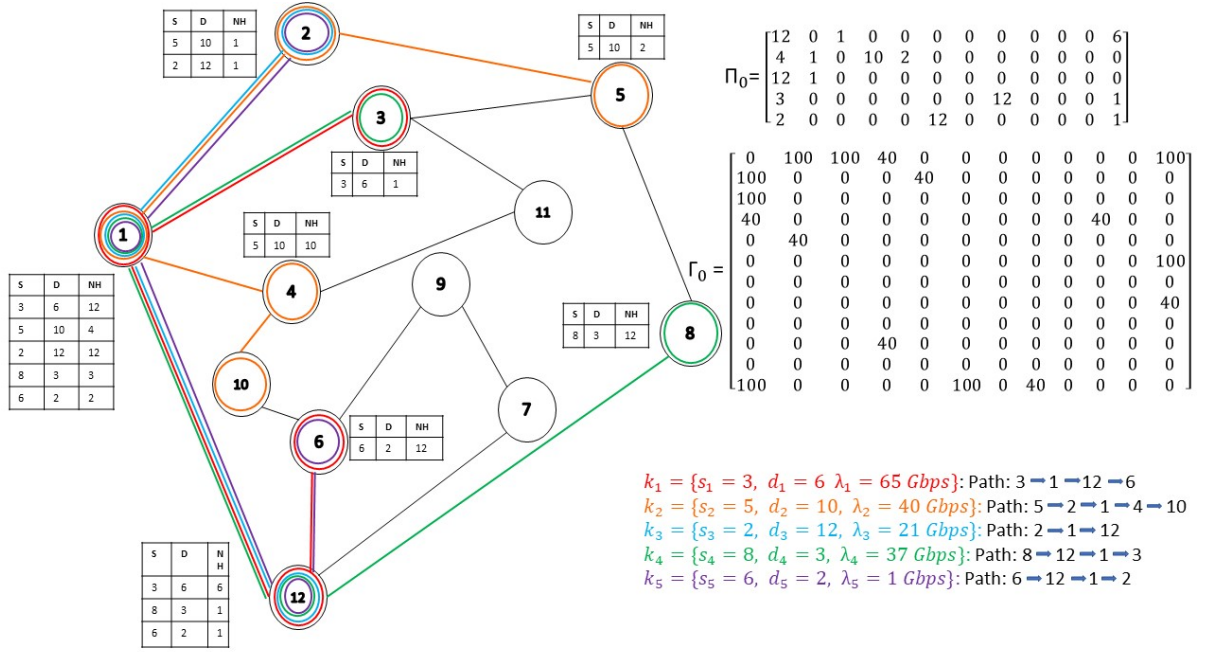 S D NH
5 10 1
2 12 1
2
S D NH
5 10 2
5
S D NH
3 6 1
3
11
1
S D NH
3 6 12
5 10 4
2 12 12
8 3 3
6 2 2
S D NH
5 10 10
4
9
S D NH
8 3 12
8
10
7
6
S D NH
6 2 12
S D NH
3 6 6
8 3 1
6 2 1
12
Π₀=
12 0 1 0 0 0 0 0 0 0 0 6
4 1 0 10 2 0 0 0 0 0 0 0
12 1 0 0 0 0 0 0 0 0 0 0
3 0 0 0 0 0 0 12 0 0 0 1
2 0 0 0 0 12 0 0 0 0 0 1
Γ₀ =
0 100 100 40 0 0 0 0 0 0 0 100
100 0 0 0 40 0 0 0 0 0 0 0
100 0 0 0 0 0 0 0 0 0 0 0
40 0 0 0 0 0 0 0 0 40 0 0
0 40 0 0 0 0 0 0 0 0 0 0
0 0 0 0 0 0 0 0 0 0 0 100
0 0 0 0 0 0 0 0 0 0 0 0
0 0 0 0 0 0 0 0 0 0 0 40
0 0 0 0 0 0 0 0 0 0 0 0
0 0 0 40 0 0 0 0 0 0 0 0
0 0 0 0 0 0 0 0 0 0 0 0
100 0 0 0 0 100 0 40 0 0 0 0
k₁ = {s₁ = 3, d₁ = 6 λ₁ = 65 Gbps}: Path: 3 → 1 → 12 → 6
k₂ = {s₂ = 5, d₂ = 10, λ₂ = 40 Gbps}: Path: 5 → 2 → 1 → 4 → 10
k₃ = {s₃ = 2, d₃ = 12, λ₃ = 21 Gbps}: Path: 2 → 1 → 12
k₄ = {s₄ = 8, d₄ = 3, λ₄ = 37 Gbps}: Path: 8 → 12 → 1 → 3
k₅ = {s₅ = 6, d₅ = 2, λ₅ = 1 Gbps}: Path: 6 → 12 → 1 → 2